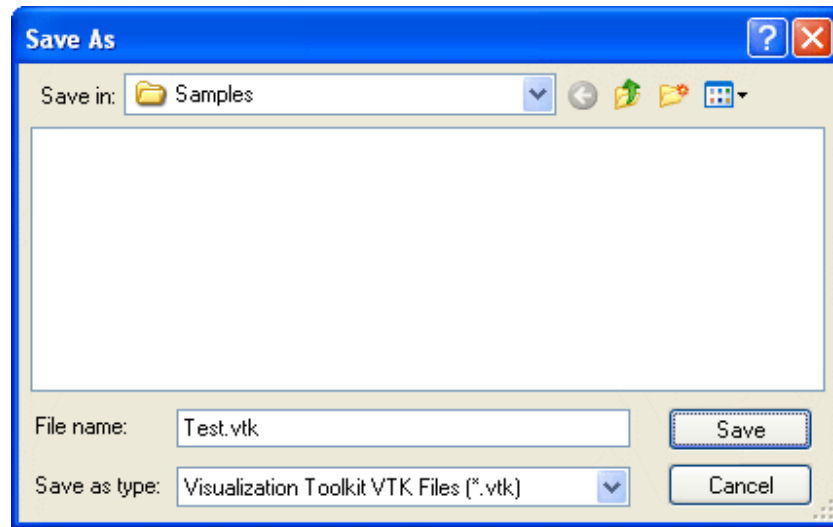 Save As
Save in: Samples
File name: Test.vtk Save
Save as type: Visualization Toolkit VTK Files (*.vtk) Cancel